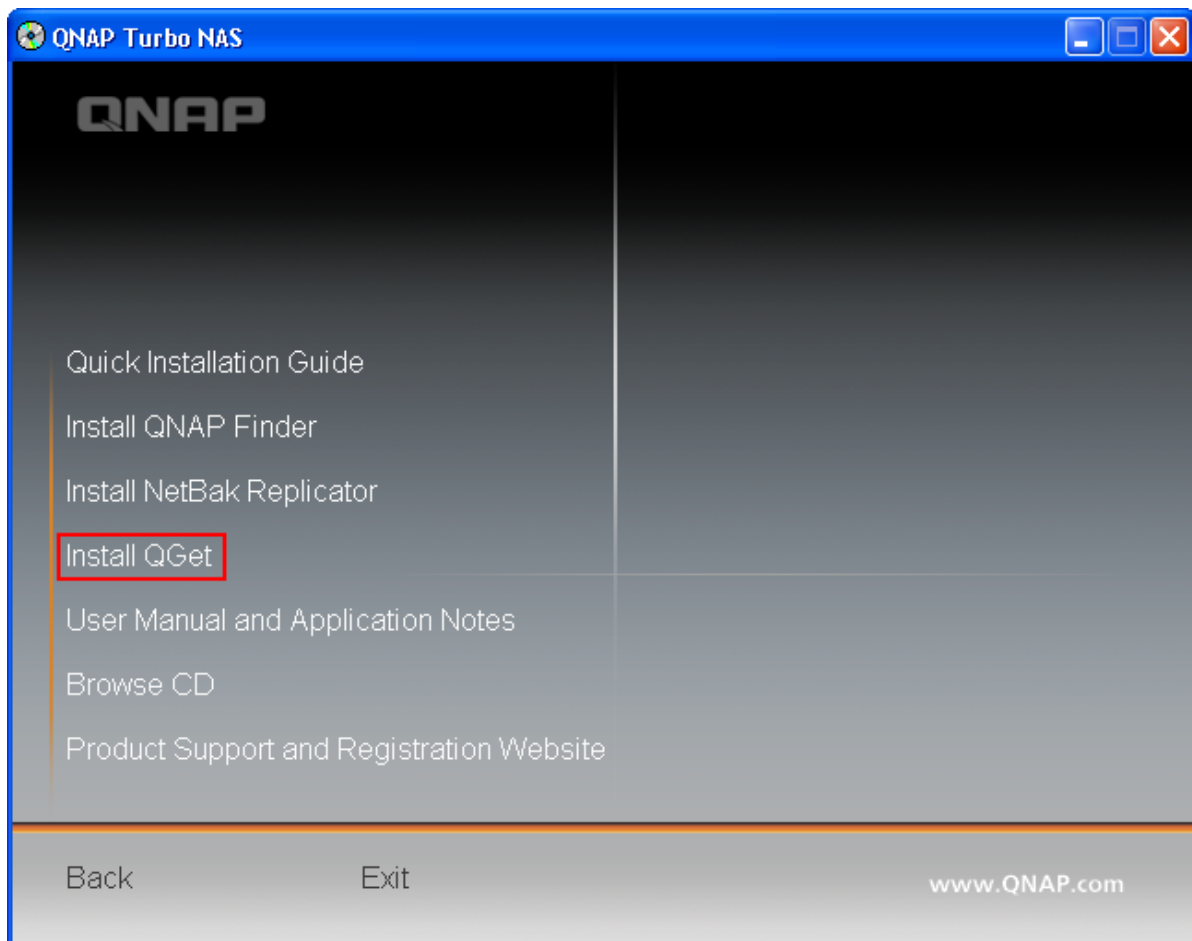 QNAP Turbo NAS
QNAP
Quick Installation Guide
Install QNAP Finder
Install NetBak Replicator
Install QGet
User Manual and Application Notes
Browse CD
Product Support and Registration Website
Back
Exit
www.QNAP.com